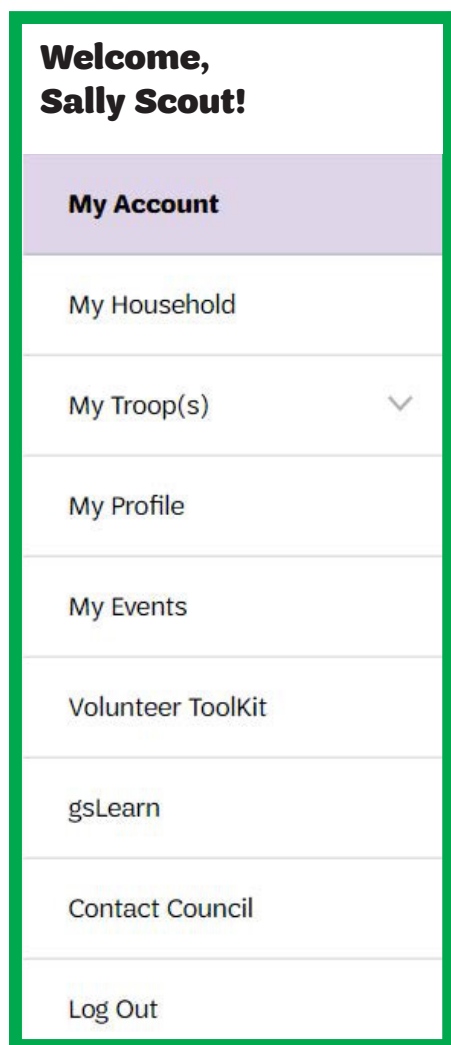 Welcome,
Sally Scout!
My Account
My Household
My Troop(s)
My Profile
My Events
Volunteer ToolKit
gsLearn
Contact Council
Log Out